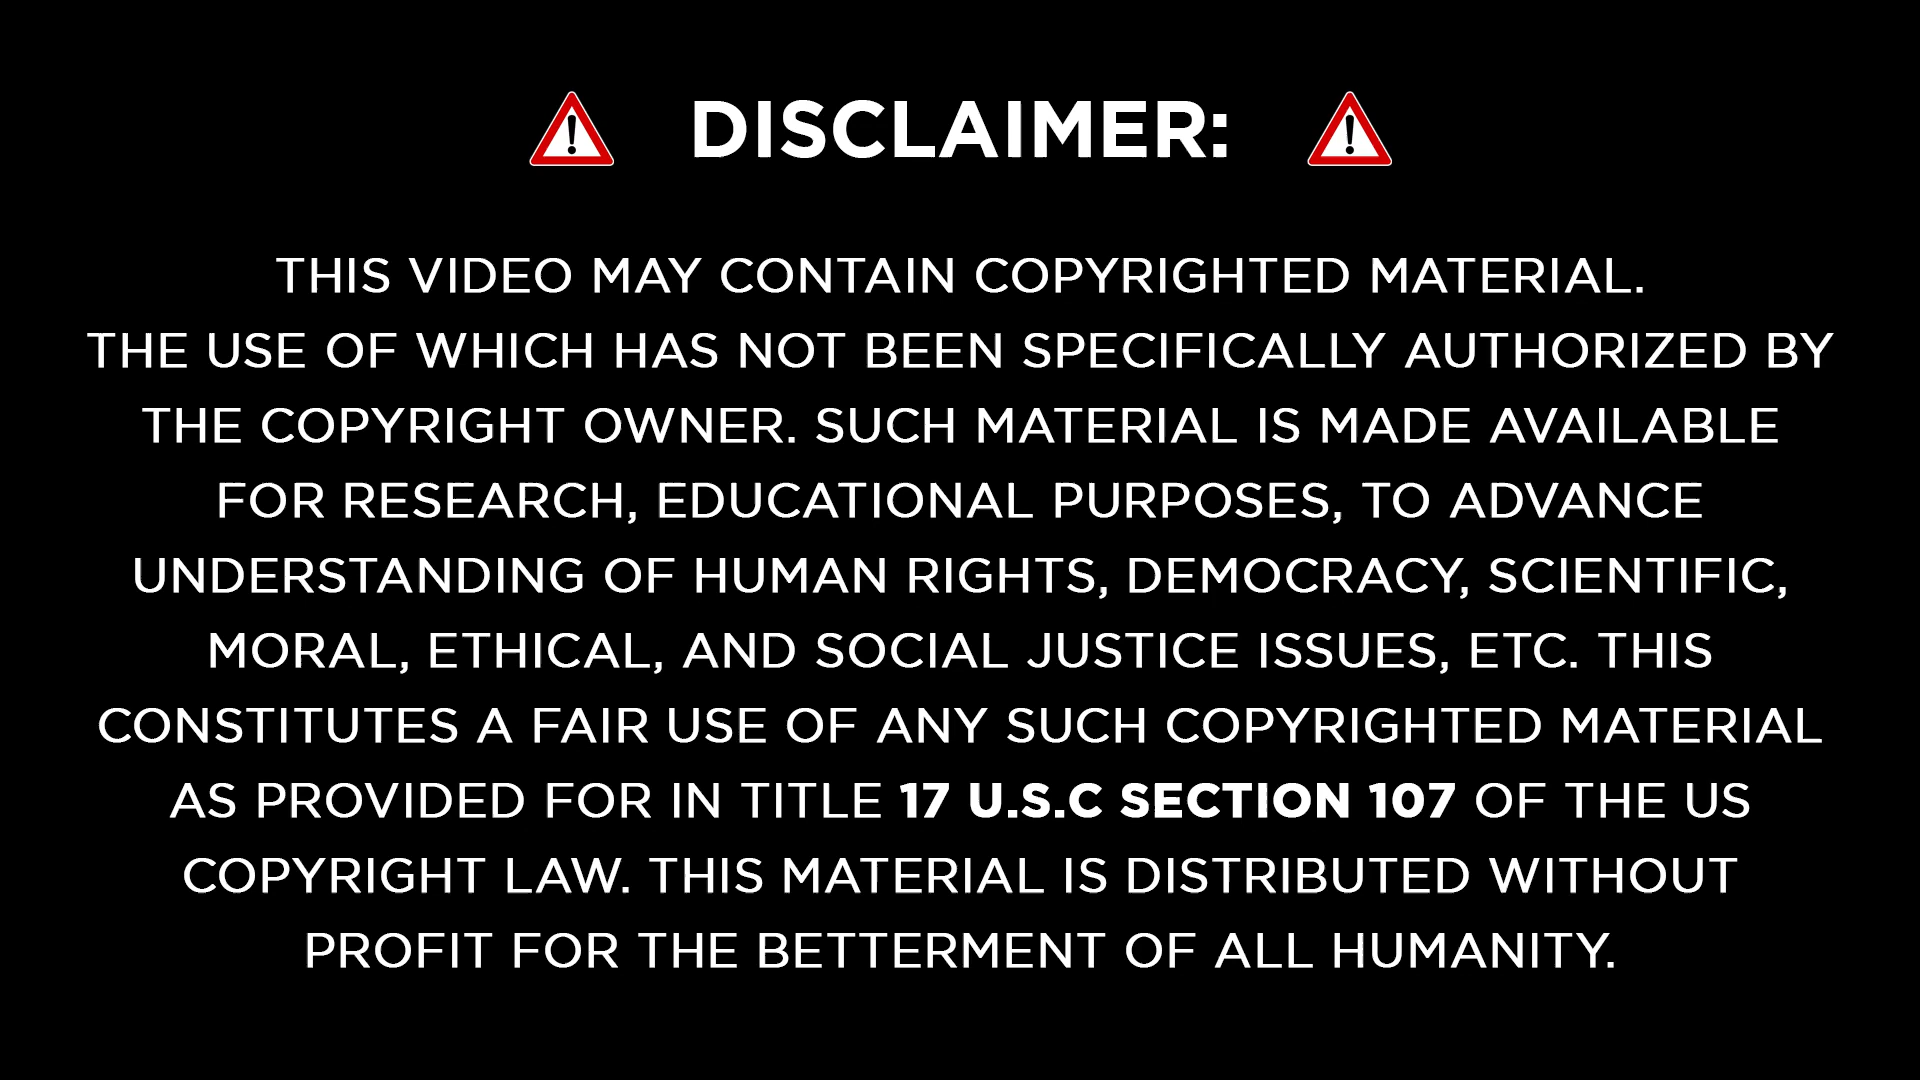 DISCLAIMER:
THIS VIDEO MAY CONTAIN COPYRIGHTED MATERIAL.
THE USE OF WHICH HAS NOT BEEN SPECIFICALLY AUTHORIZED BY
THE COPYRIGHT OWNER. SUCH MATERIAL IS MADE AVAILABLE
FOR RESEARCH, EDUCATIONAL PURPOSES, TO ADVANCE
UNDERSTANDING OF HUMAN RIGHTS, DEMOCRACY, SCIENTIFIC,
MORAL, ETHICAL, AND SOCIAL JUSTICE ISSUES, ETC. THIS
CONSTITUTES A FAIR USE OF ANY SUCH COPYRIGHTED MATERIAL
AS PROVIDED FOR IN TITLE 17 U.S.C SECTION 107 OF THE US
COPYRIGHT LAW. THIS MATERIAL IS DISTRIBUTED WITHOUT
PROFIT FOR THE BETTERMENT OF ALL HUMANITY.